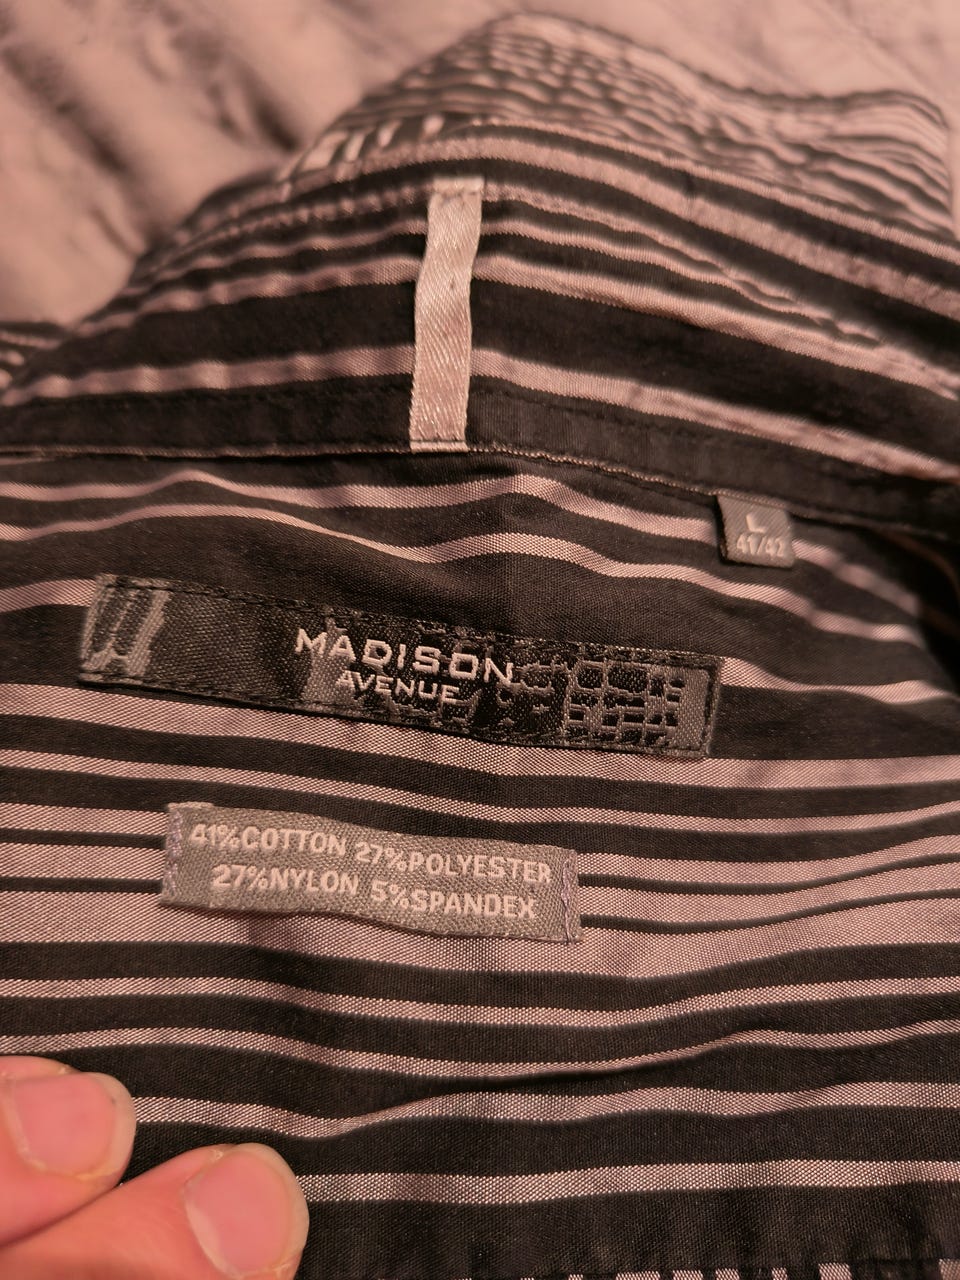 L
41/42
MADISON
AVENUE
41%COTTON 27%POLYESTER
27%NYLON 5%SPANDEX